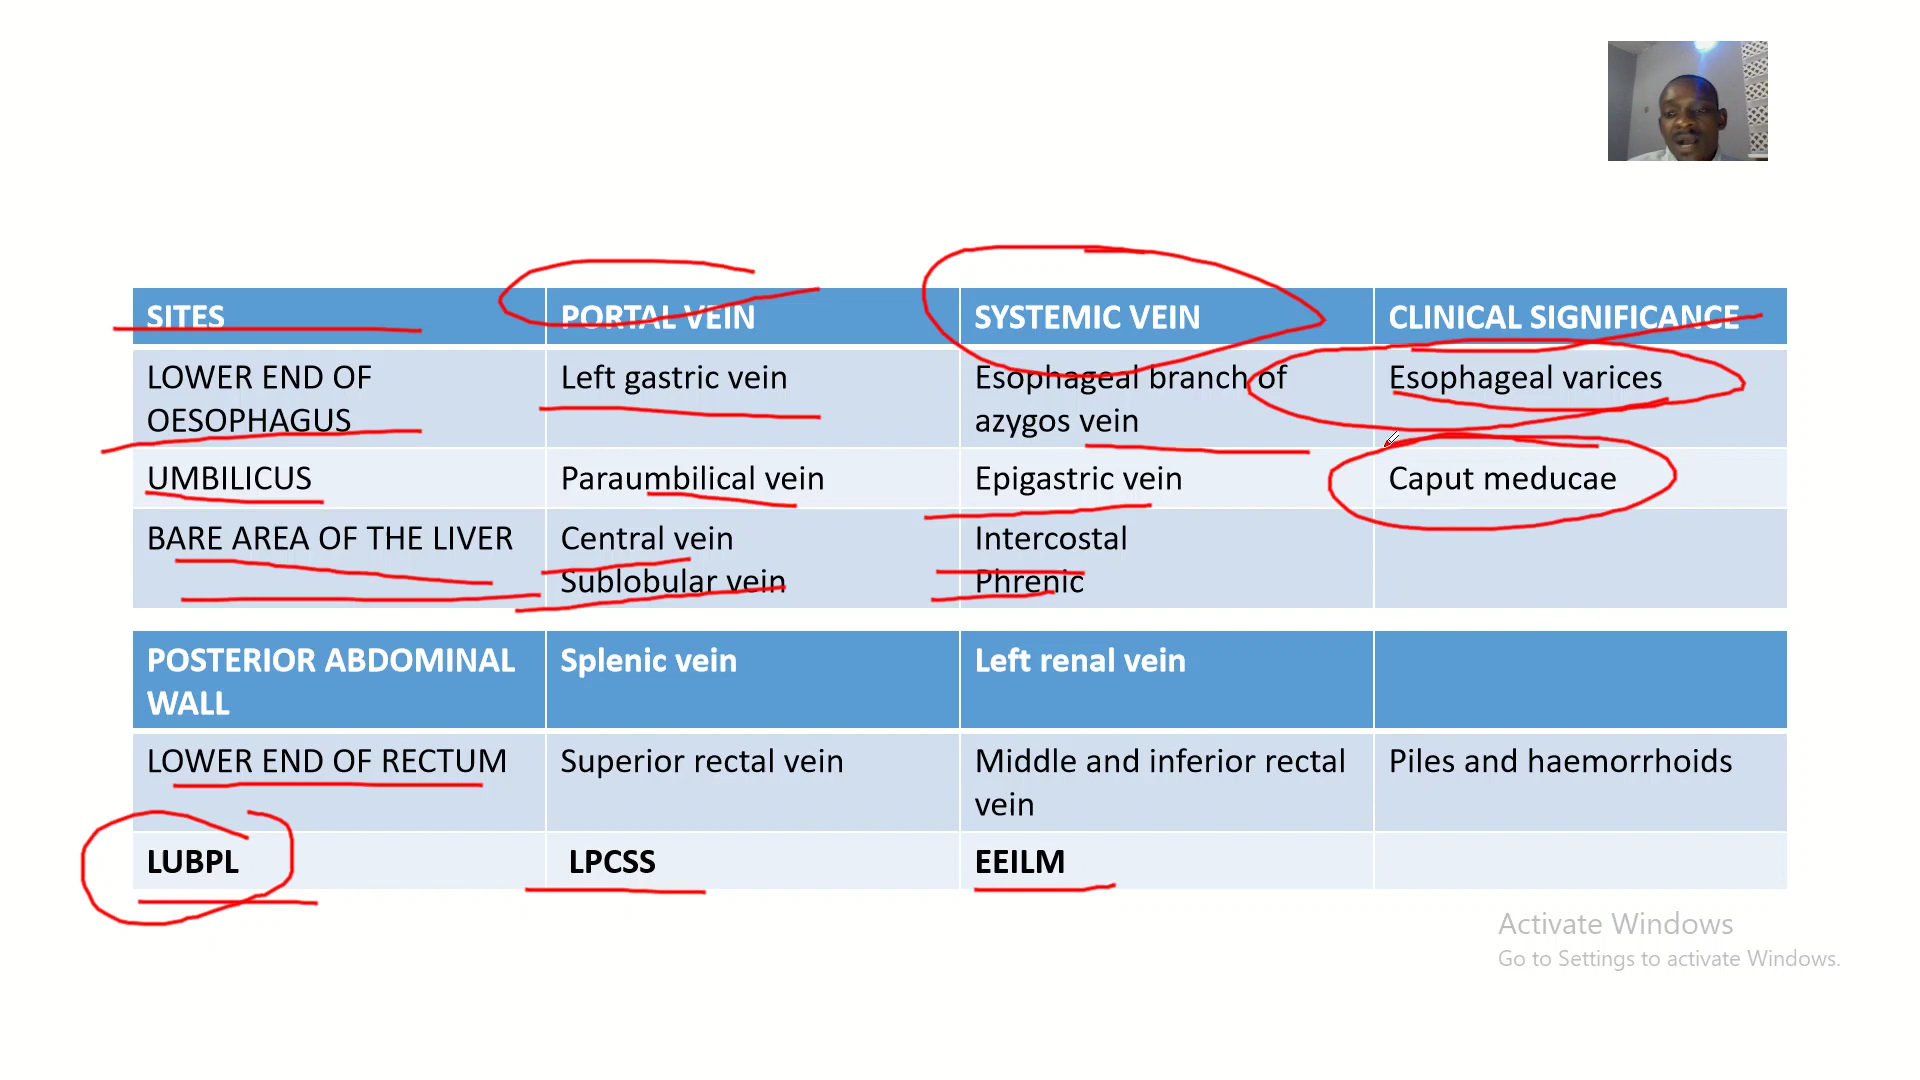 SITES
PORTAL VEIN
SYSTEMIC VEIN
CLINICAL SIGNIFICANCE
LOWER END OF
OESOPHAGUS
Left gastric vein
Esophageal branch of
azygos vein
Esophageal varices
UMBILICUS
Paraumbilical vein
Epigastric vein
Caput meducae
BARE AREA OF THE LIVER
Central vein
Sublobular vein
Intercostal
Phrenic
POSTERIOR ABDOMINAL
WALL
Splenic vein
Left renal vein
LOWER END OF RECTUM
Superior rectal vein
Middle and inferior rectal
vein
Piles and haemorrhoids
LUBPL
LPCSS
EEILM
Activate Windows
Go to Settings to activate Windows.